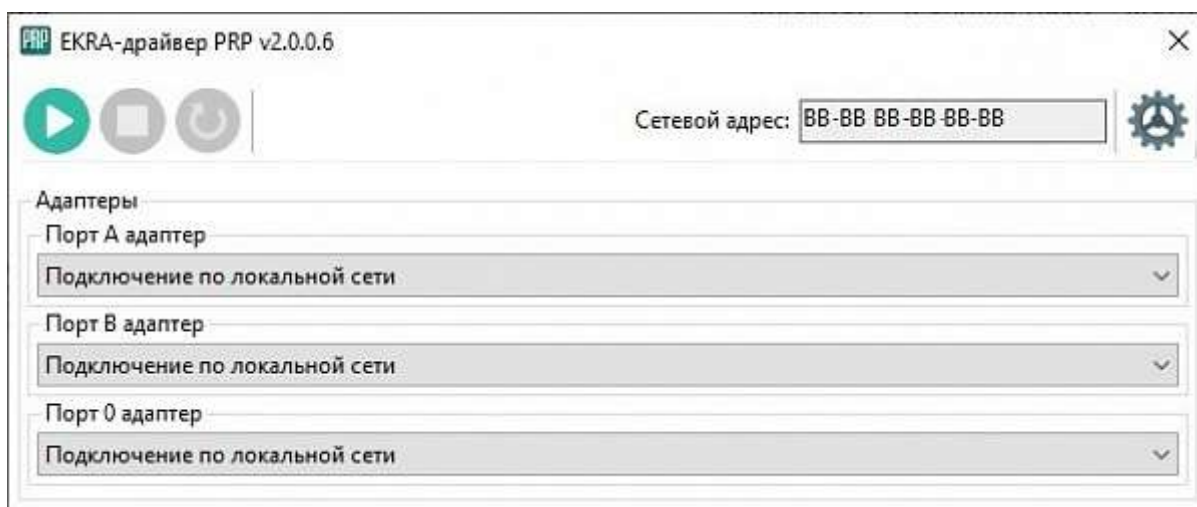 PRP EKRA-драйвер PRP v2.0.0.6
Сетевой адрес: BB-BB BB-BB-BB-BB
Адаптеры
Порт A адаптер
Подключение по локальной сети
Порт B адаптер
Подключение по локальной сети
Порт 0 адаптер
Подключение по локальной сети